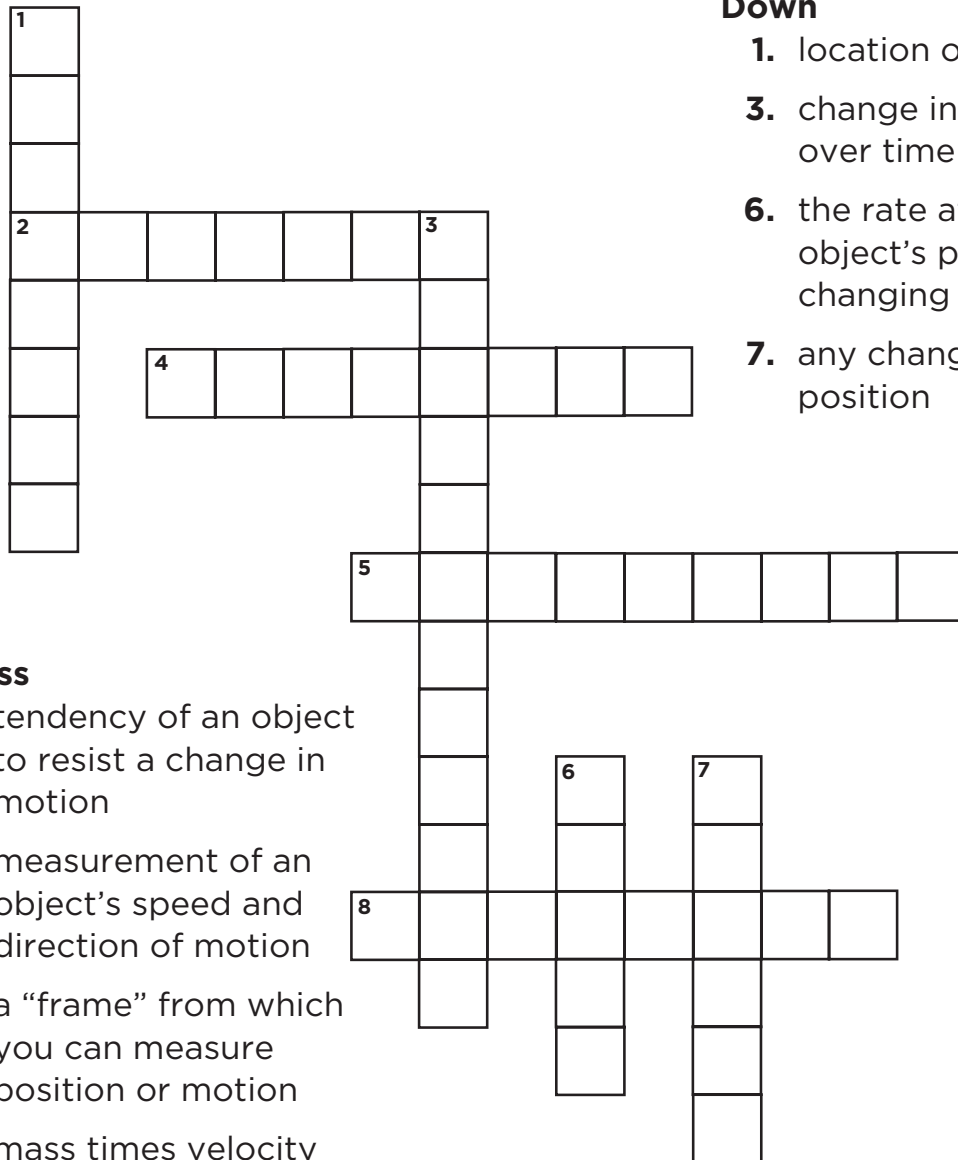 Down
1. location o
3. change in
over time
6. the rate a
object's p
changing
7. any chang
position
1
2
3
4
5
6
7
8
ss
tendency of an object
to resist a change in
motion
measurement of an
object's speed and
direction of motion
a “frame” from which
you can measure
position or motion
mass times velocity